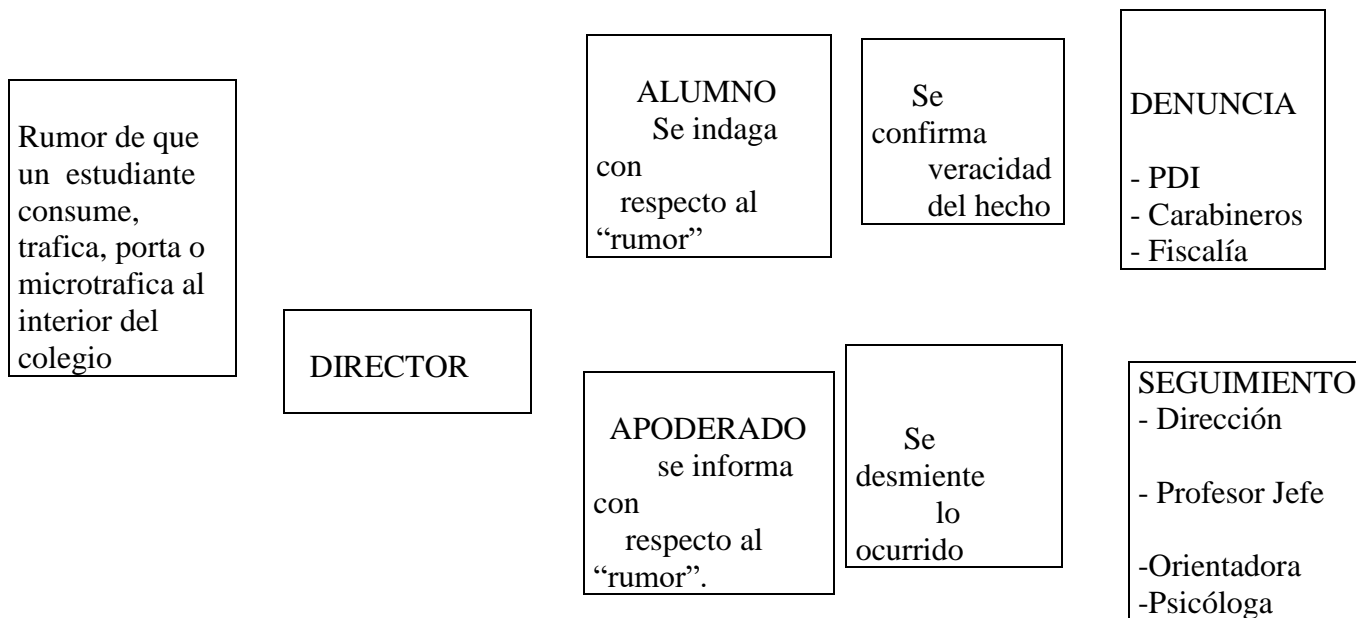 Rumor de que
un estudiante
consume,
trafica, porta o
microtrafica al
interior del
colegio
DIRECTOR
ALUMNO
Se indaga
con
respecto al
“rumor”
Se
confirma
veracidad
del hecho
DENUNCIA
- PDI
- Carabineros
- Fiscalía
APODERADO
se informa
con
respecto al
“rumor”.
Se
desmiente
lo
ocurrido
SEGUIMIENTO
- Dirección
- Profesor Jefe
-Orientadora
-Psicóloga